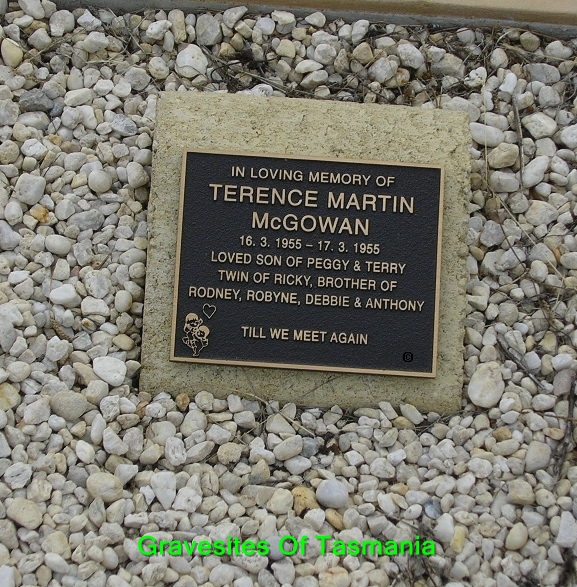 IN LOVING MEMORY OF
TERENCE MARTIN
McGOWAN
16. 3. 1955 – 17. 3. 1955
LOVED SON OF PEGGY & TERRY
TWIN OF RICKY, BROTHER OF
RODNEY, ROBYNE, DEBBIE & ANTHONY
TILL WE MEET AGAIN
Gravesites Of Tasmania